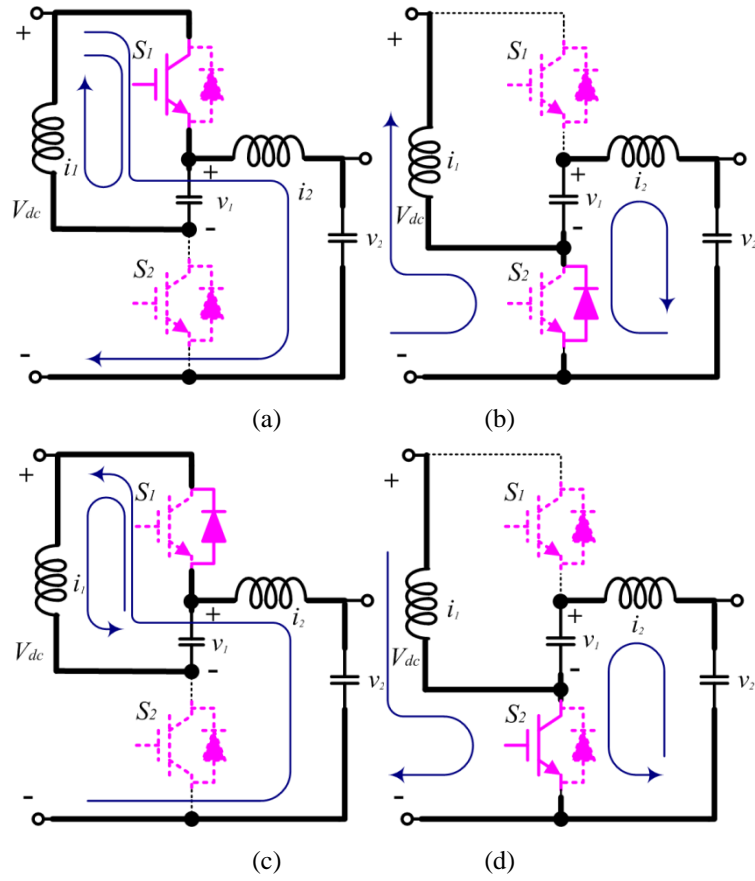 +
S1
i1
+
v1
-
i2
Vdc
v2
S2
-
(a)
+
S1
i1
+
v1
-
i2
Vdc
v2
S2
-
(b)
+
S1
i1
+
v1
-
i2
Vdc
v2
S2
-
(c)
+
S1
i1
+
v1
-
i2
Vdc
v2
S2
-
(d)